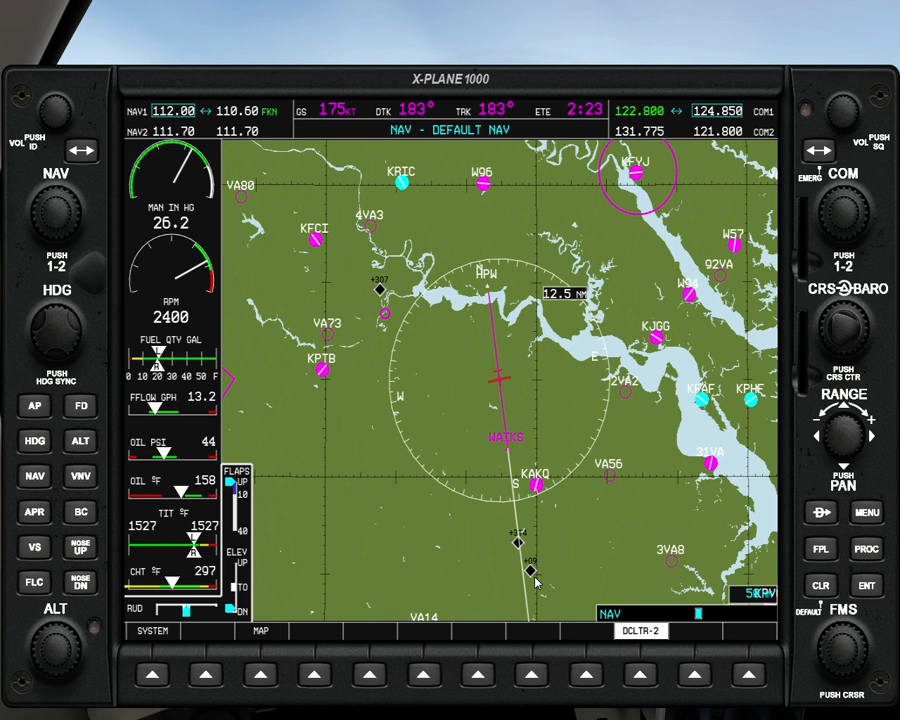 X-PLANE 1000
NAV1 112.00 ↔ 110.60 FKN
NAV2 111.70 111.70
GS 175KT DTK 183° TRK 183° ETE 2:23
NAV - DEFAULT NAV
122.800 ↔ 124.850 COM1
131.775 121.800 COM2
PUSH
VOL ID
NAV
PUSH
1-2
HDG
PUSH
HDG SYNC
AP FD
HDG ALT
NAV VNV
APR BC
VS NOSE UP
FLC NOSE DN
ALT
MAN IN HG
26.2
RPM
2400
FUEL QTY GAL
L
R
0 10 20 30 40 50 F
FFLOW GPH 13.2
OIL PSI 44
OIL °F 158
TIT °F
1527 1527
L
R
CHT °F 297
RUD
FLAPS
UP
10
40
ELEV
UP
TO
DN
VA80
KRIC
W96
KFYJ
4VA3
KFCI
W57
92VA
HPW
+307
12.5 NM
W94
VA73
KJGG
E
KPTB
2VA2
KFAF
KPHF
W
WAIKS
31VA
VA56
KAKQ
S
3VA8
VA14
NAV
SYSTEM
MAP
DCLTR-2
PUSH
VOL SQ
EMERG
COM
PUSH
1-2
CRS BARO
PUSH
CRS CTR
RANGE
- +
PUSH
PAN
D MENU
FPL PROC
CLR ENT
DEFAULT
FMS
PUSH CRSR